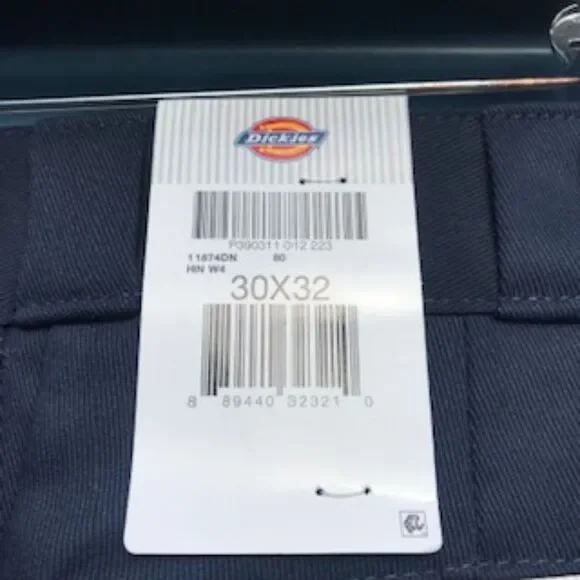 Dickies
P390311 012 223
11874DN 80
HIN W4
30X32
8 89440 32321 0